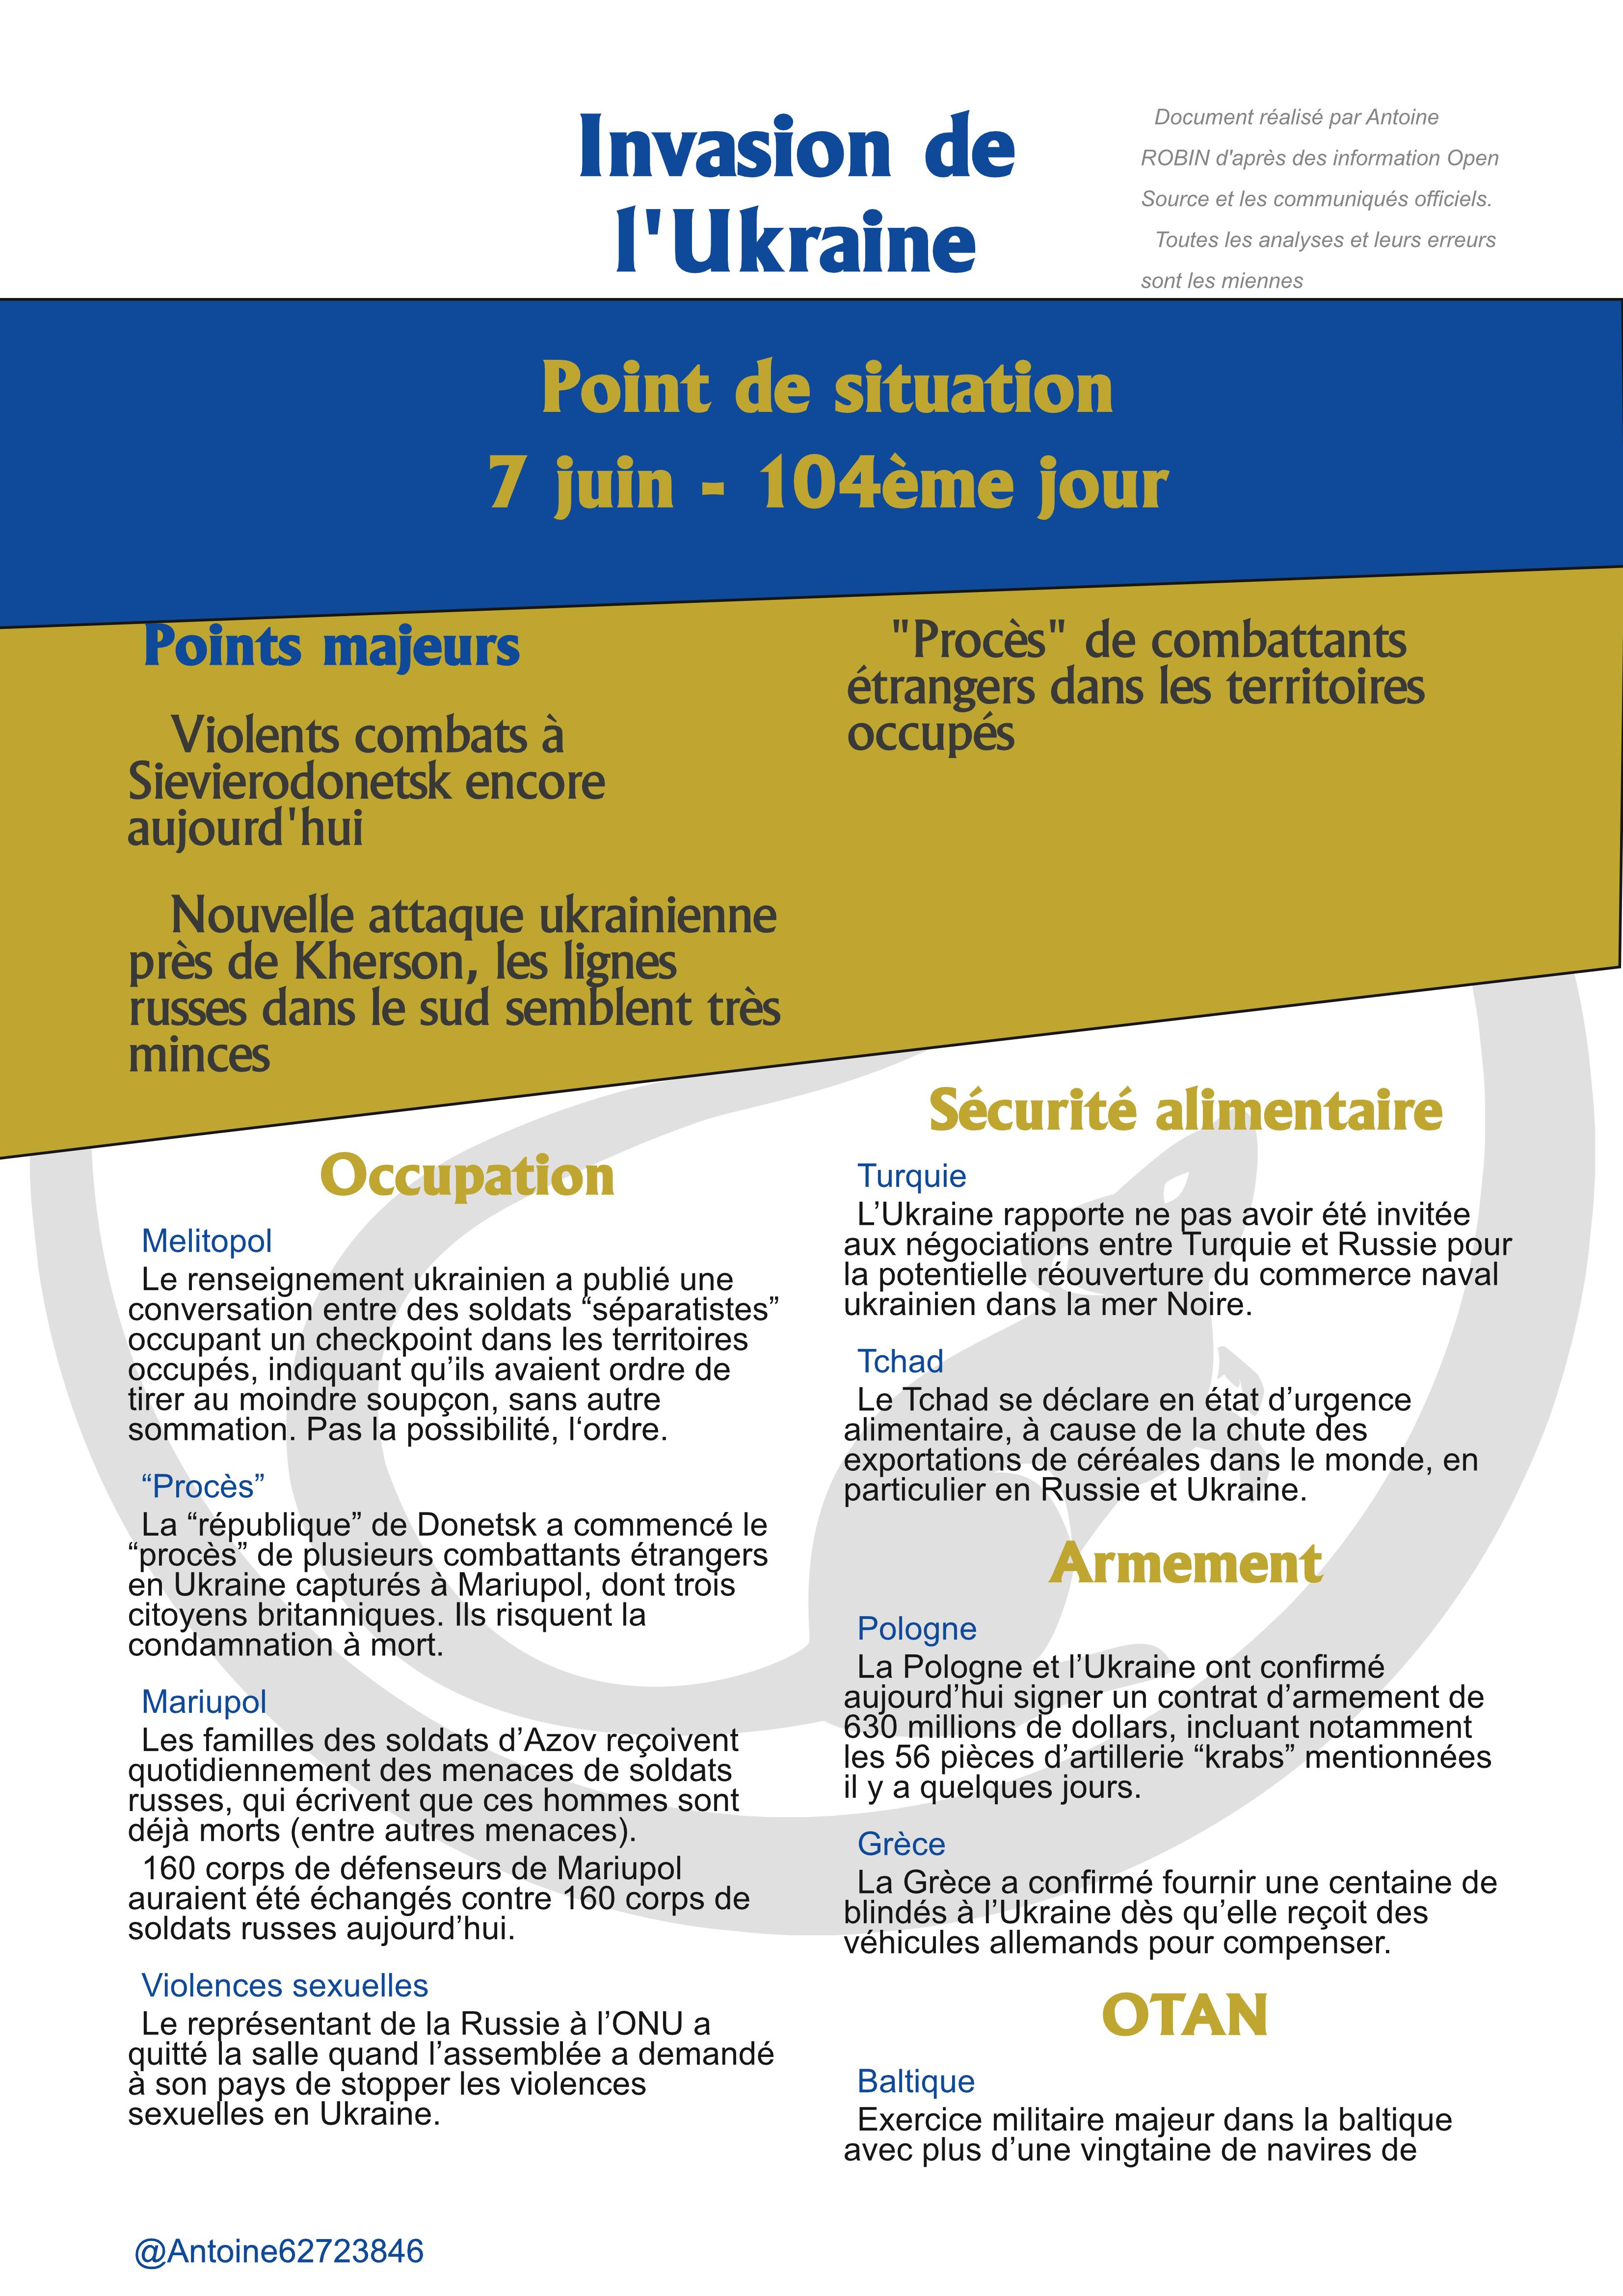 Invasion de
l'Ukraine
Document réalisé par Antoine
ROBIN d'après des information Open
Source et les communiqués officiels.
Toutes les analyses et leurs erreurs
sont les miennes
Point de situation
7 juin - 104ème jour
Points majeurs
Violents combats à
Sievierodonetsk encore
aujourd'hui
Nouvelle attaque ukrainienne
près de Kherson, les lignes
russes dans le sud semblent très
minces
"Procès" de combattants
étrangers dans les territoires
occupés
Occupation
Melitopol
Le renseignement ukrainien a publié une
conversation entre des soldats “séparatistes”
occupant un checkpoint dans les territoires
occupés, indiquant qu’ils avaient ordre de
tirer au moindre soupçon, sans autre
sommation. Pas la possibilité, l‘ordre.
“Procès”
La “république” de Donetsk a commencé le
“procès” de plusieurs combattants étrangers
en Ukraine capturés à Mariupol, dont trois
citoyens britanniques. Ils risquent la
condamnation à mort.
Mariupol
Les familles des soldats d’Azov reçoivent
quotidiennement des menaces de soldats
russes, qui écrivent que ces hommes sont
déjà morts (entre autres menaces).
160 corps de défenseurs de Mariupol
auraient été échangés contre 160 corps de
soldats russes aujourd’hui.
Violences sexuelles
Le représentant de la Russie à l’ONU a
quitté la salle quand l’assemblée a demandé
à son pays de stopper les violences
sexuelles en Ukraine.
Sécurité alimentaire
Turquie
L’Ukraine rapporte ne pas avoir été invitée
aux négociations entre Turquie et Russie pour
la potentielle réouverture du commerce naval
ukrainien dans la mer Noire.
Tchad
Le Tchad se déclare en état d’urgence
alimentaire, à cause de la chute des
exportations de céréales dans le monde, en
particulier en Russie et Ukraine.
Armement
Pologne
La Pologne et l’Ukraine ont confirmé
aujourd’hui signer un contrat d’armement de
630 millions de dollars, incluant notamment
les 56 pièces d’artillerie “krabs” mentionnées
il y a quelques jours.
Grèce
La Grèce a confirmé fournir une centaine de
blindés à l’Ukraine dès qu’elle reçoit des
véhicules allemands pour compenser.
OTAN
Baltique
Exercice militaire majeur dans la baltique
avec plus d’une vingtaine de navires de
@Antoine62723846